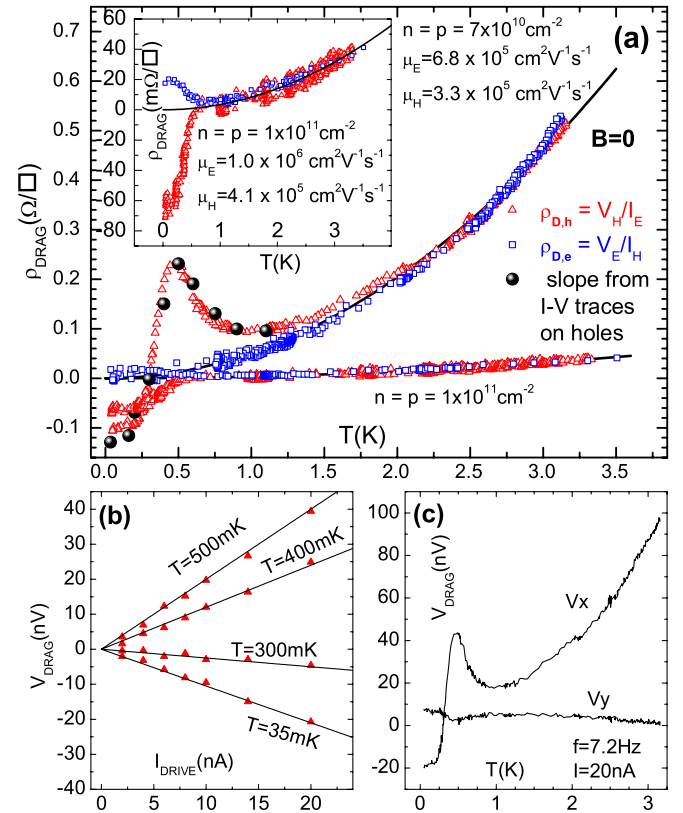 (a)
0.7
0.6
0.5
0.4
0.3
0.2
0.1
0.0
-0.1
ρDRAG(Ω/□)
0.0 0.5 1.0 1.5 2.0 2.5 3.0 3.5
T(K)
n = p = 7x10¹⁰cm⁻²
μE=6.8 x 10⁵ cm²V⁻¹s⁻¹
μH=3.3 x 10⁵ cm²V⁻¹s⁻¹
B=0
ρD,h = VH/IE
ρD,e = VE/IH
slope from
I-V traces
on holes
n = p = 1x10¹¹cm⁻²
60
40
20
0
-20
-40
-60
-80
ρDRAG(mΩ/□)
n = p = 1x10¹¹cm⁻²
μE=1.0 x 10⁶ cm²V⁻¹s⁻¹
μH=4.1 x 10⁵ cm²V⁻¹s⁻¹
0 1 2 3
T(K)
(b)
40
30
20
10
0
-10
-20
-30
-40
VDRAG(nV)
T=500mK
T=400mK
T=300mK
T=35mK
IDRIVE(nA)
0 5 10 15 20
(c)
100
80
60
40
20
0
-20
VDRAG(nV)
Vx
Vy
f=7.2Hz
I=20nA
T(K)
0 1 2 3